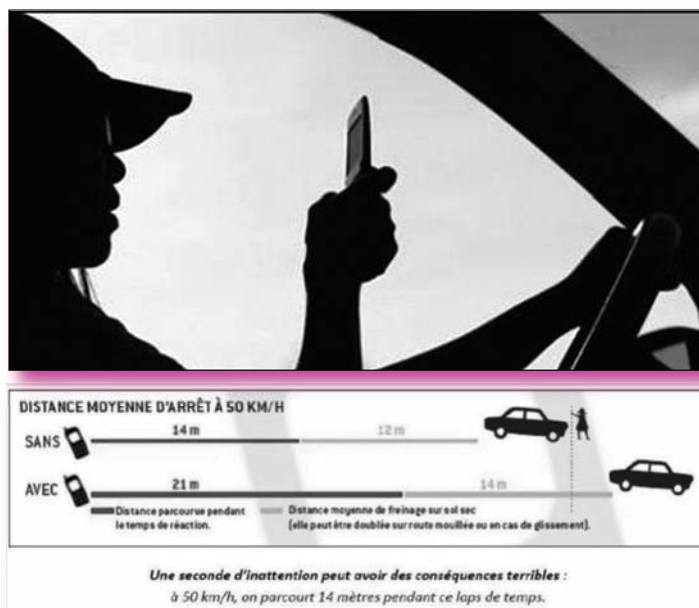 DISTANCE MOYENNE D'ARRÊT À 50 KM/H
SANS 14 m 12 m
AVEC 21 m 14 m
Distance parcourue pendant
le temps de réaction.
Distance moyenne de freinage sur sol sec
(elle peut être doublée sur route mouillée ou en cas de glissement).
Une seconde d'inattention peut avoir des conséquences terribles :
à 50 km/h, on parcourt 14 mètres pendant ce laps de temps.